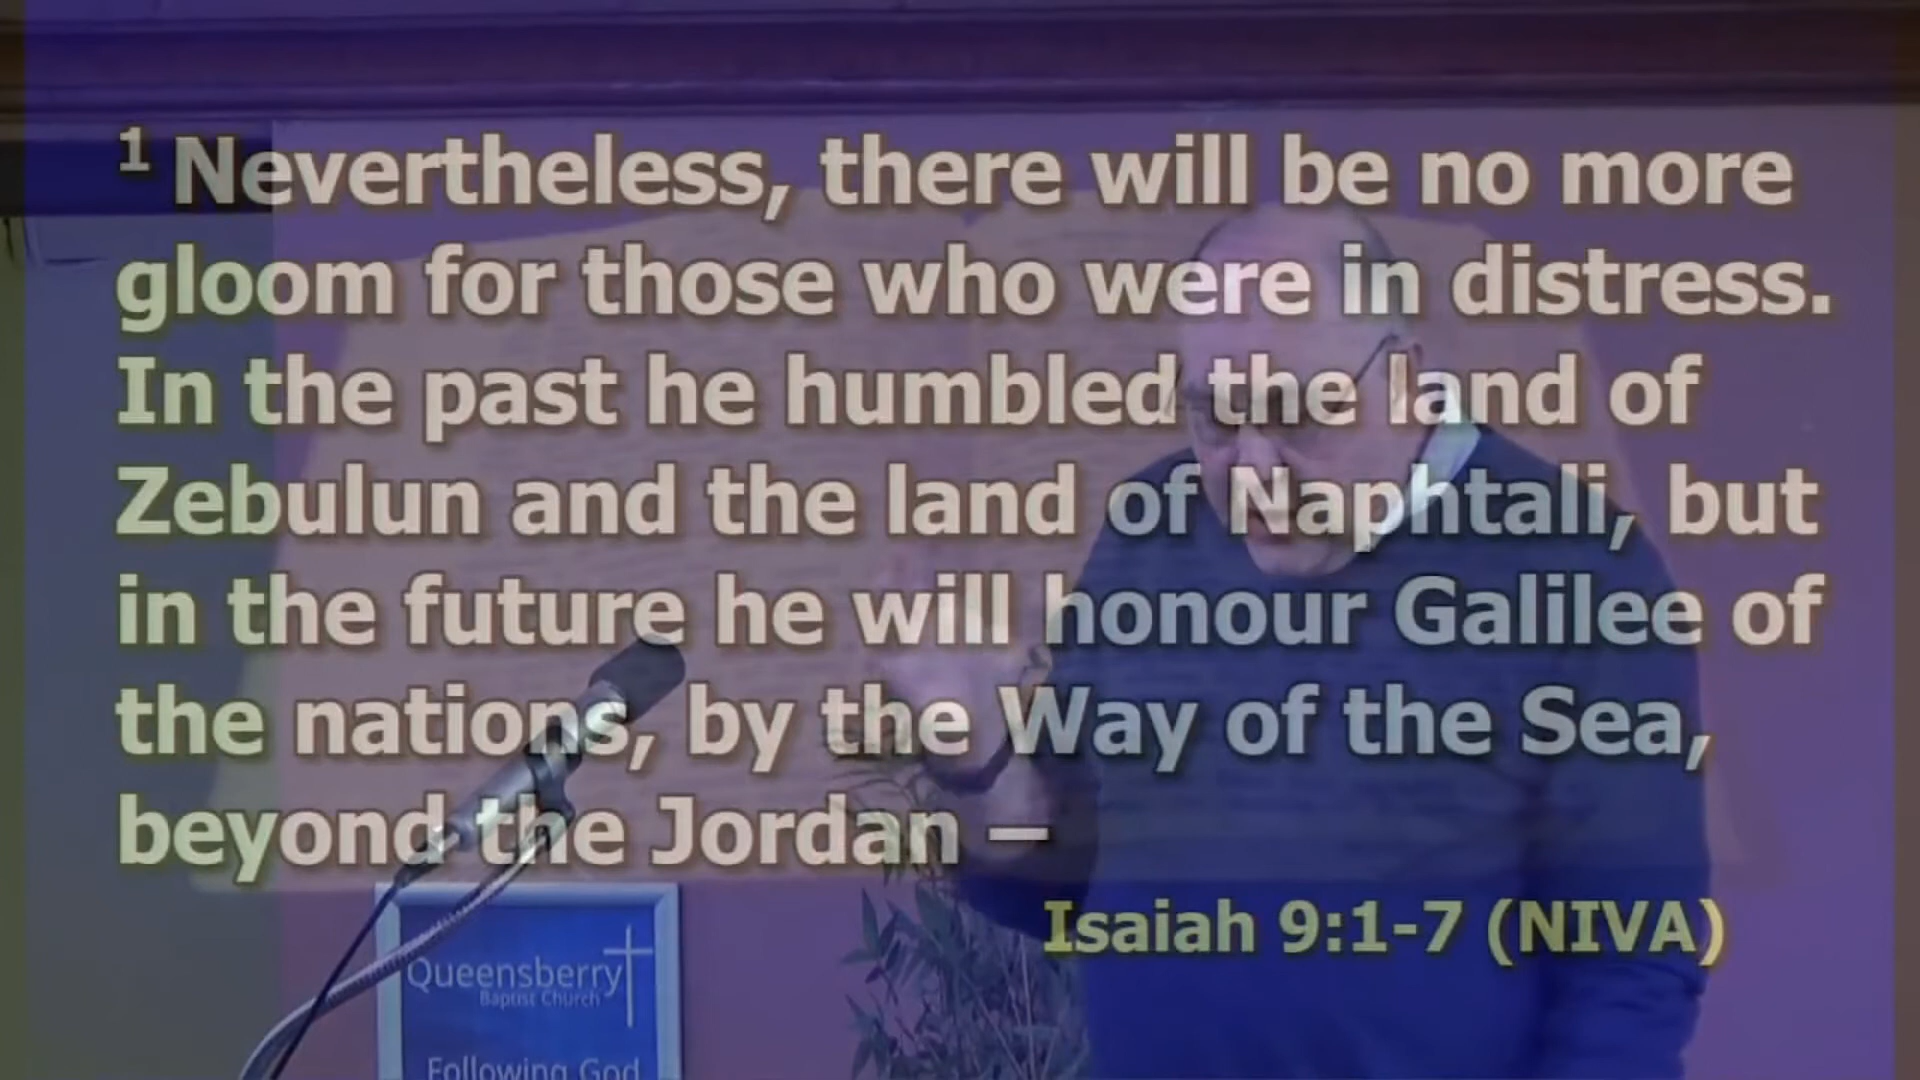 1 Nevertheless, there will be no more
gloom for those who were in distress.
In the past he humbled the land of
Zebulun and the land of Naphtali, but
in the future he will honour Galilee of
the nations, by the Way of the Sea,
beyond the Jordan –
Isaiah 9:1-7 (NIVA)
Queensberry
Baptist Church
Following God